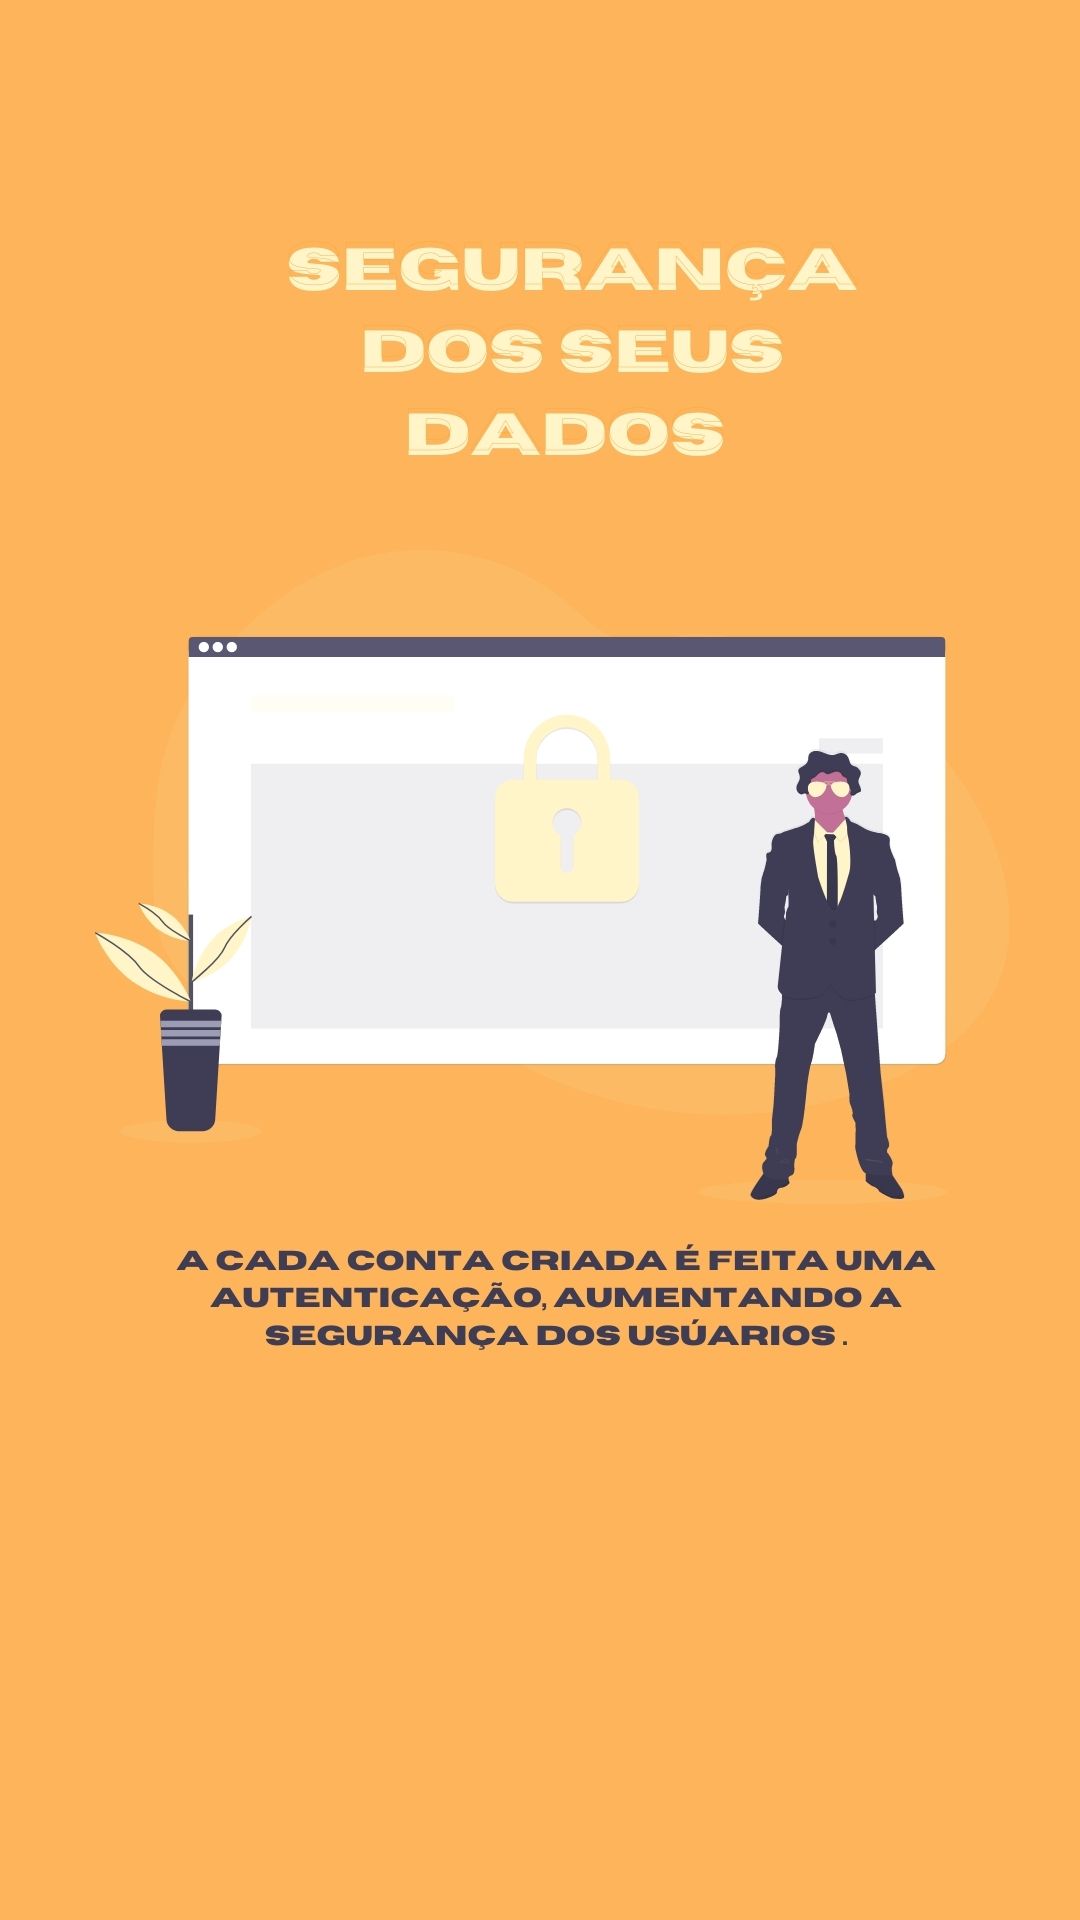 SEGURANÇA
DOS SEUS
DADOS
A CADA CONTA CRIADA É FEITA UMA
AUTENTICAÇÃO, AUMENTANDO A
SEGURANÇA DOS USÚARIOS .